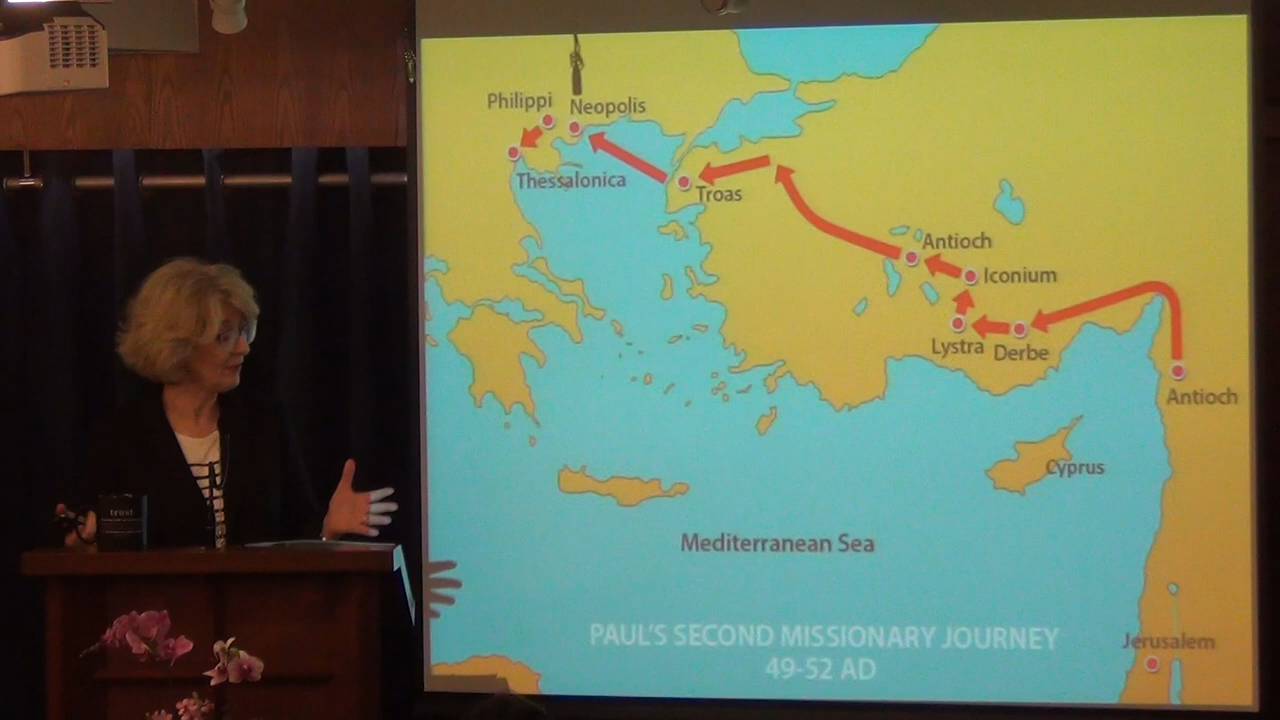 Philippi
Neopolis
Thessalonica
Troas
Antioch
Iconium
Lystra
Derbe
Antioch
Cyprus
Mediterranean Sea
trust
PAUL'S SECOND MISSIONARY JOURNEY
49-52 AD
Jerusalem